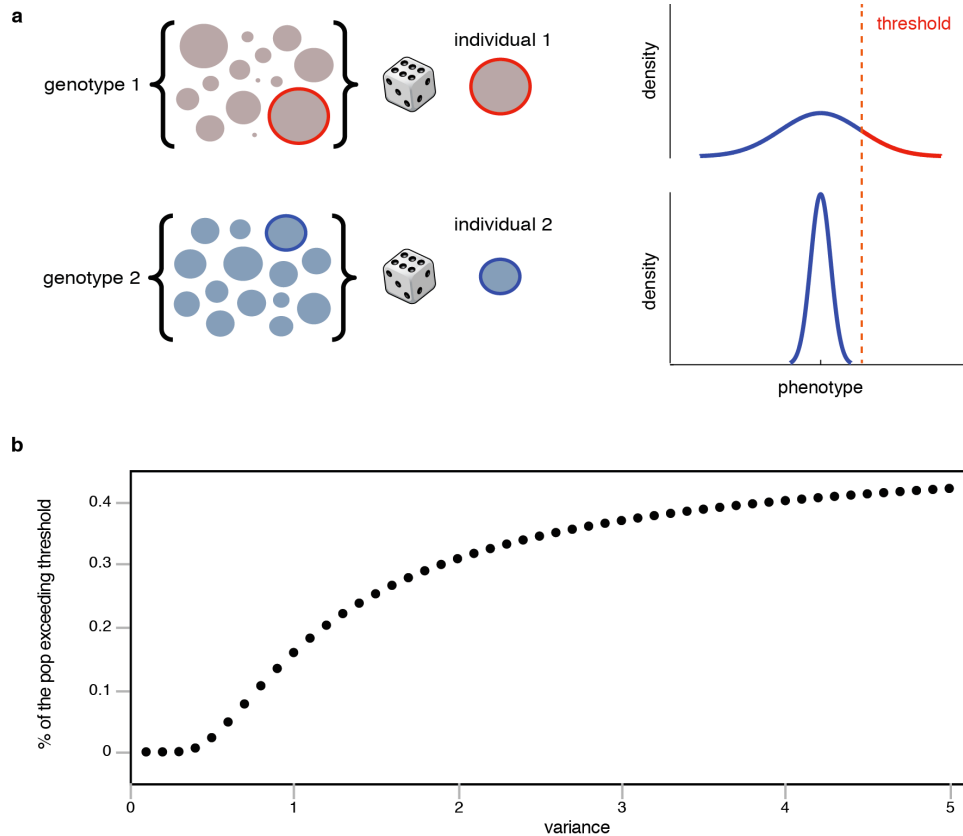 a
genotype 1
individual 1
threshold
density
genotype 2
individual 2
density
phenotype
b
% of the pop exceeding threshold
0.4
0.3
0.2
0.1
0
0
1
2
3
4
5
variance